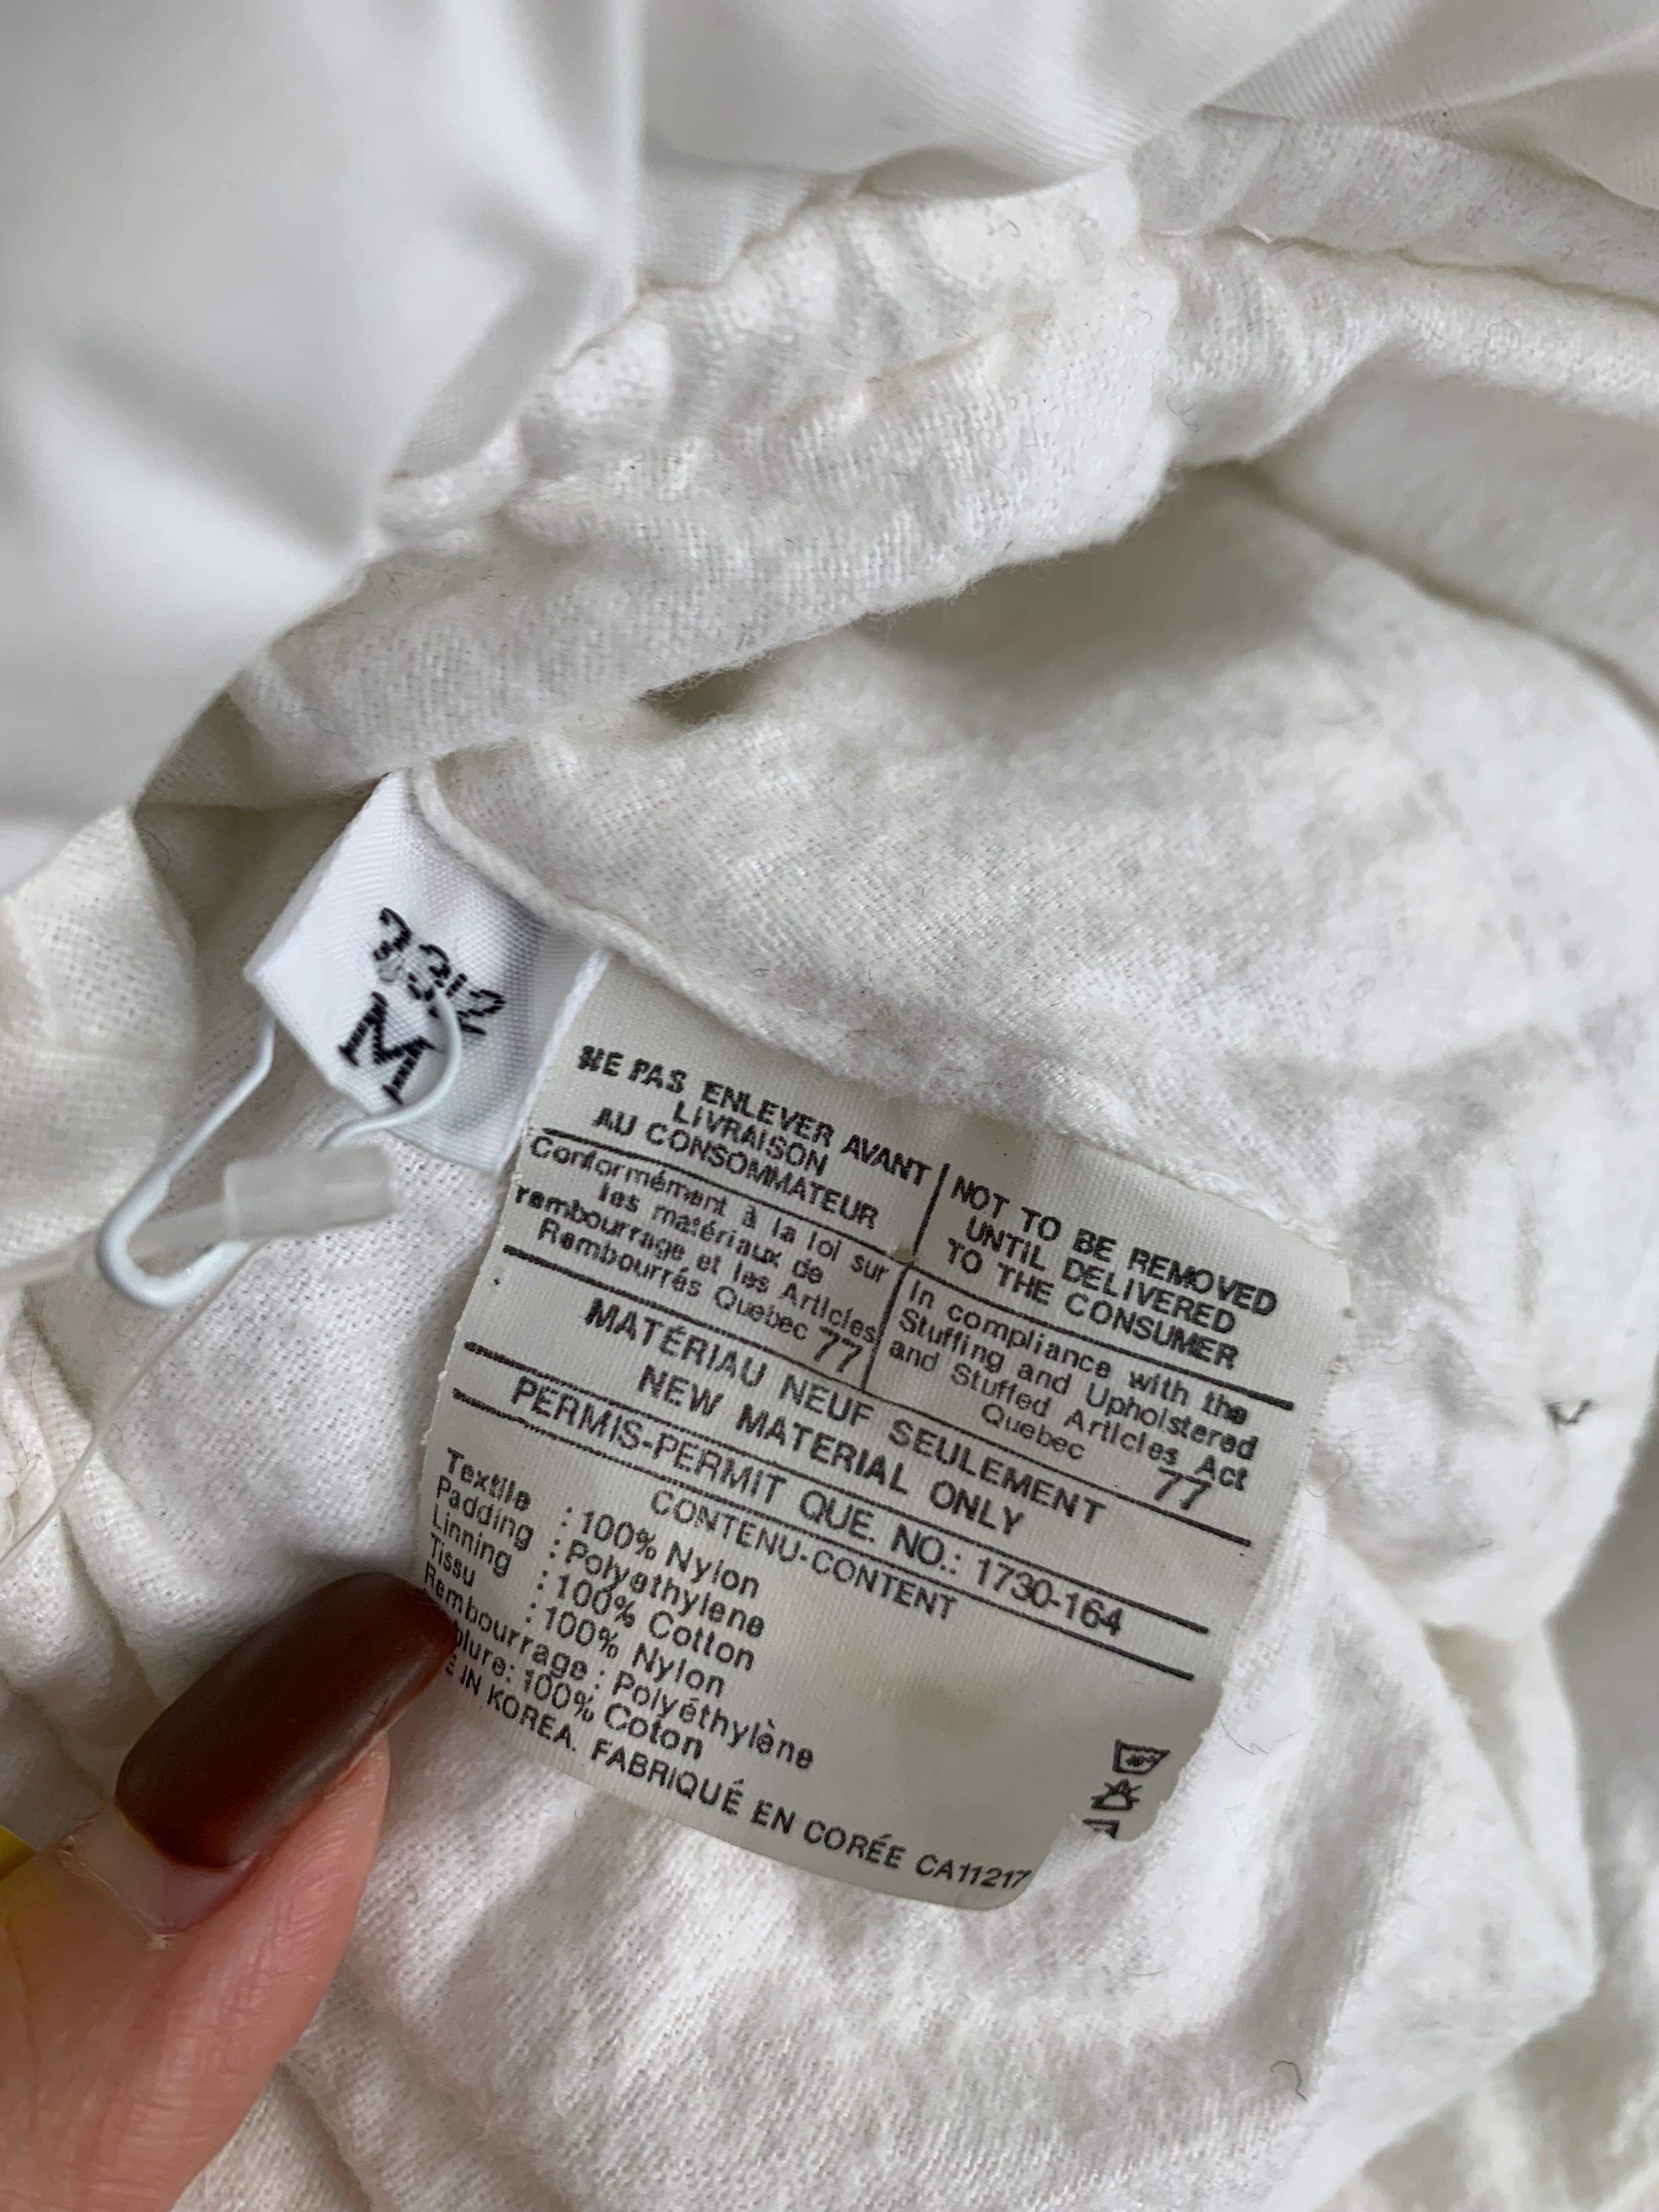 2312
M
NE PAS ENLEVER AVANT
LIVRAISON
AU CONSOMMATEUR
NOT TO BE REMOVED
UNTIL DELIVERED
TO THE CONSUMER
Conformémant à la loi sur
les matériaux de
rembourrage et les Articles
Rembourrés Quebec 77
In compliance with the
Stuffing and Upholstered
and Stuffed Articles Act
Quebec 77
MATÉRIAU NEUF SEULEMENT
NEW MATERIAL ONLY
PERMIS-PERMIT QUE. NO.: 1730-164
CONTENU-CONTENT
Textile : 100% Nylon
Padding : Polyethylene
Linning : 100% Cotton
Tissu : 100% Nylon
Rembourrage : Polyéthylène
blure: 100% Coton
E IN KOREA. FABRIQUÉ EN CORÉE CA11217